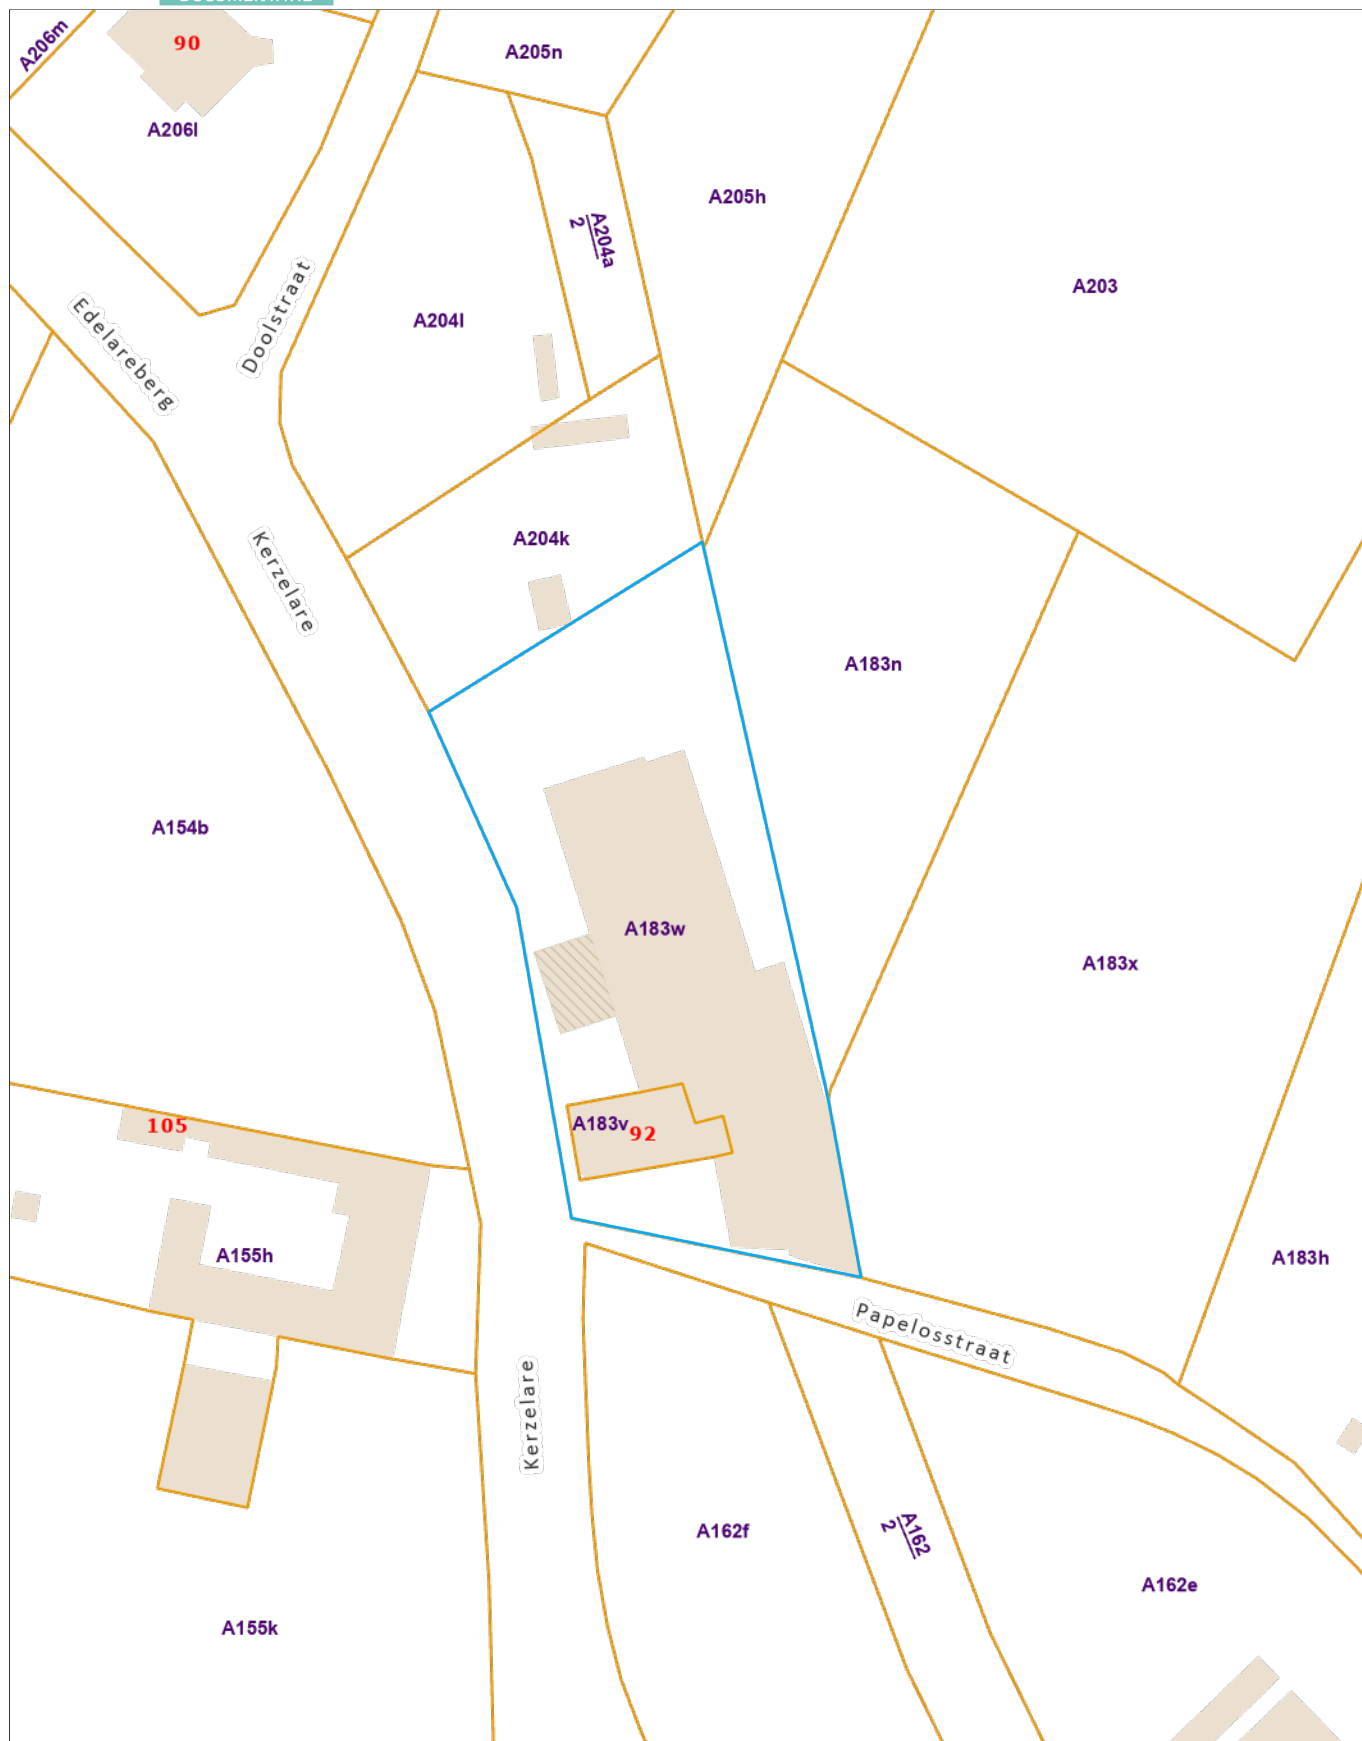 A206m
90
A205n
A206l
A205h
A204a
2
A203
Doolstraat
Edelareberg
A204l
Kerzelare
A204k
A183n
A154b
A183w
A183x
A183v
92
105
A155h
A183h
Papelosstraat
Kerzelare
A162f
A162
2
A162e
A155k